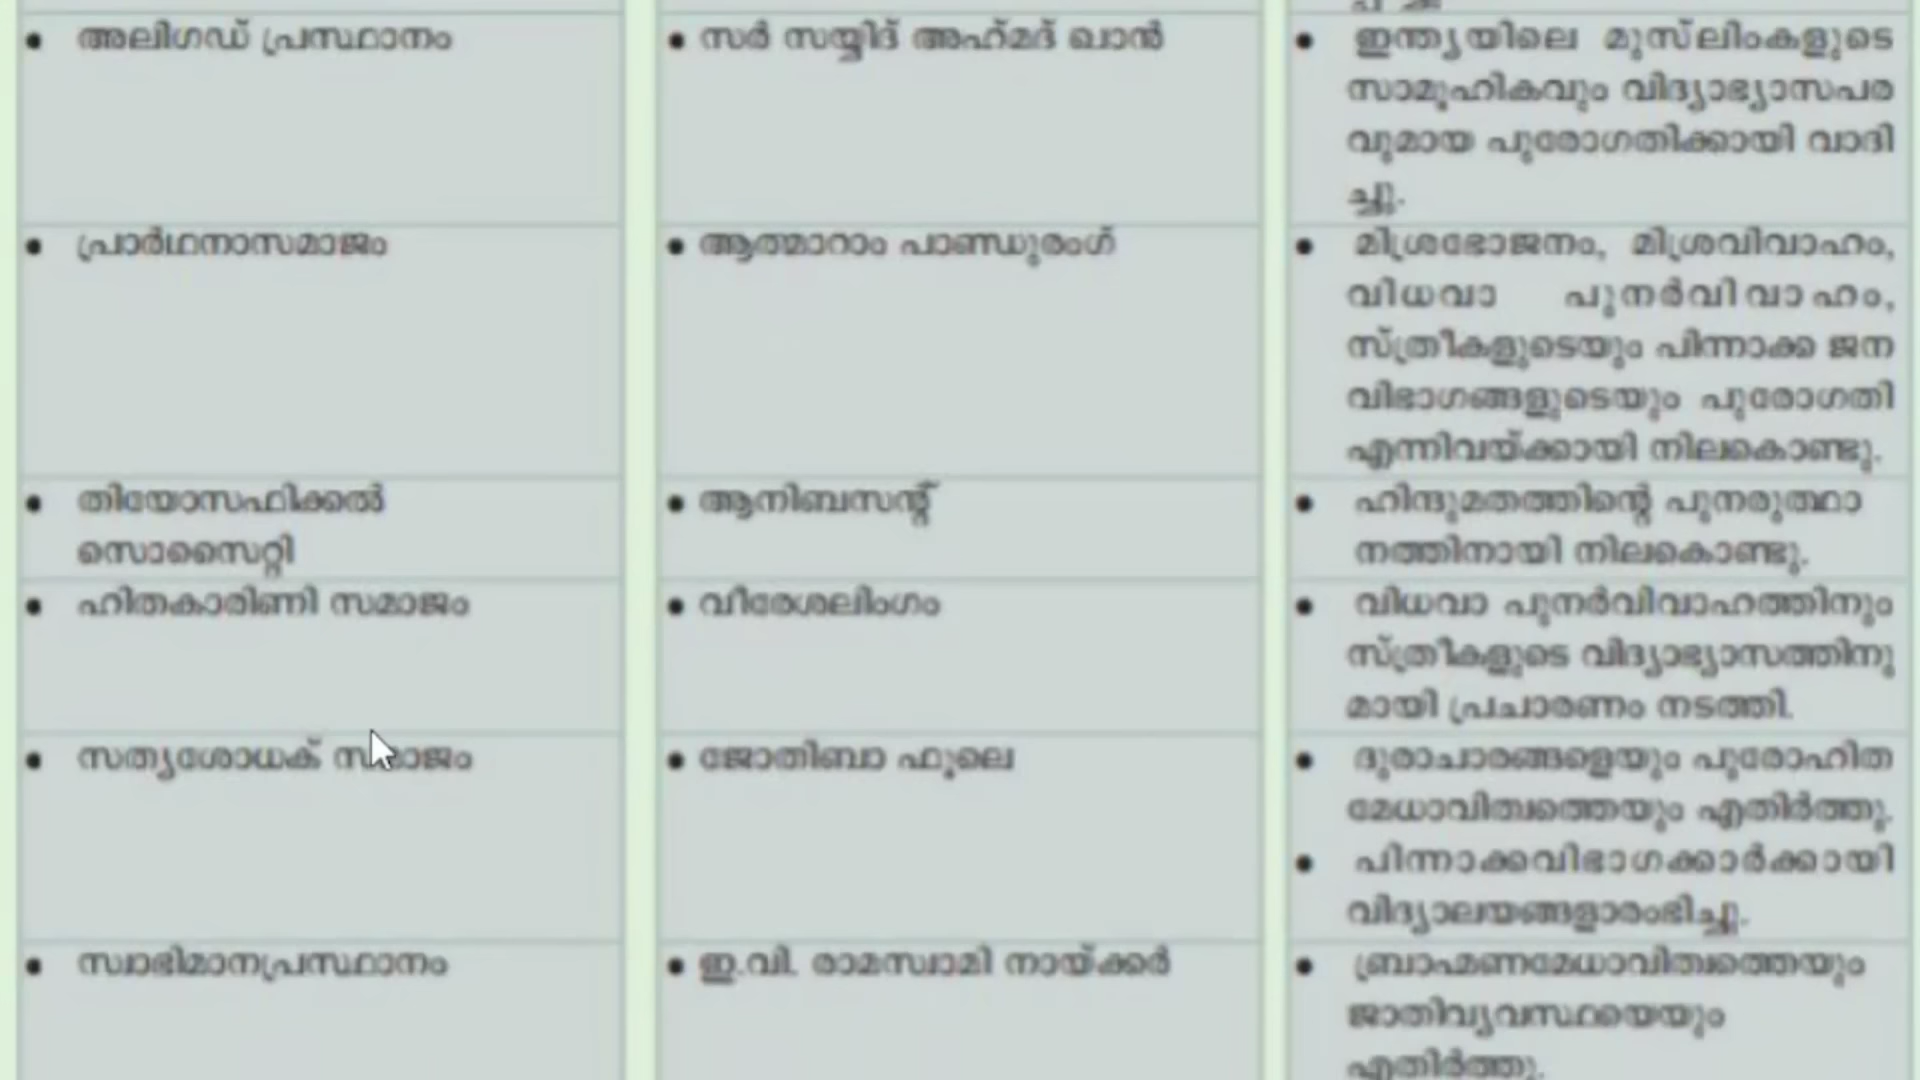 • അലിഗഡ് പ്രസ്ഥാനം
• സർ സയ്യിദ് അഹ്മദ് ഖാൻ
• ഇന്ത്യയിലെ മുസ്‌ലിംകളുടെ
സാമൂഹികവും വിദ്യാഭ്യാസപര
വുമായ പുരോഗതിക്കായി വാദി
ച്ചു.
• പ്രാർഥനാസമാജം
• ആത്മാറാം പാണ്ഡുരംഗ്
• മിശ്രഭോജനം, മിശ്രവിവാഹം,
വിധവാ പുനർവിവാഹം,
സ്ത്രീകളുടെയും പിന്നാക്ക ജന
വിഭാഗങ്ങളുടെയും പുരോഗതി
എന്നിവയ്ക്കായി നിലകൊണ്ടു.
• തിയോസഫിക്കൽ
സൊസൈറ്റി
• ആനിബസന്റ്
• ഹിന്ദുമതത്തിന്റെ പുനരുത്ഥാ
നത്തിനായി നിലകൊണ്ടു.
• ഹിതകാരിണി സമാജം
• വീരേശലിംഗം
• വിധവാ പുനർവിവാഹത്തിനും
സ്ത്രീകളുടെ വിദ്യാഭ്യാസത്തിനു
മായി പ്രചാരണം നടത്തി.
• സത്യശോധക് സമാജം
• ജോതിബാ ഫൂലെ
• ദുരാചാരങ്ങളെയും പുരോഹിത
മേധാവിത്വത്തെയും എതിർത്തു.
• പിന്നാക്കവിഭാഗക്കാർക്കായി
വിദ്യാലയങ്ങളാരംഭിച്ചു.
• സ്വാഭിമാനപ്രസ്ഥാനം
• ഇ.വി. രാമസ്വാമി നായ്ക്കർ
• ബ്രാഹ്മണമേധാവിത്വത്തെയും
ജാതിവ്യവസ്ഥയെയും
എതിർത്തു.